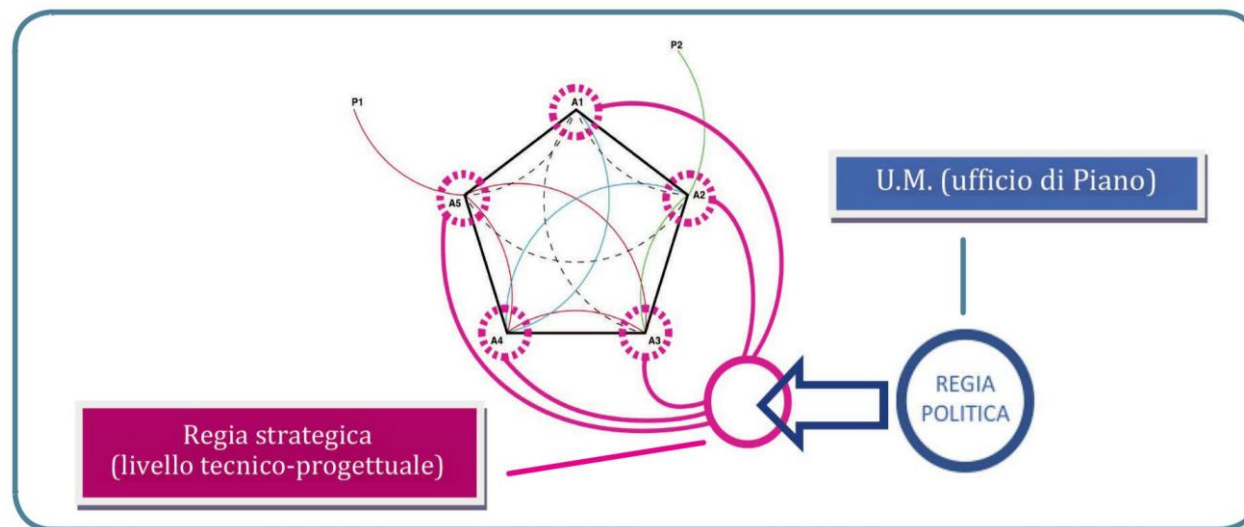 P2
P1
A1
A5
A2
A4
A3
U.M. (ufficio di Piano)
REGIA
POLITICA
Regia strategica
(livello tecnico-progettuale)